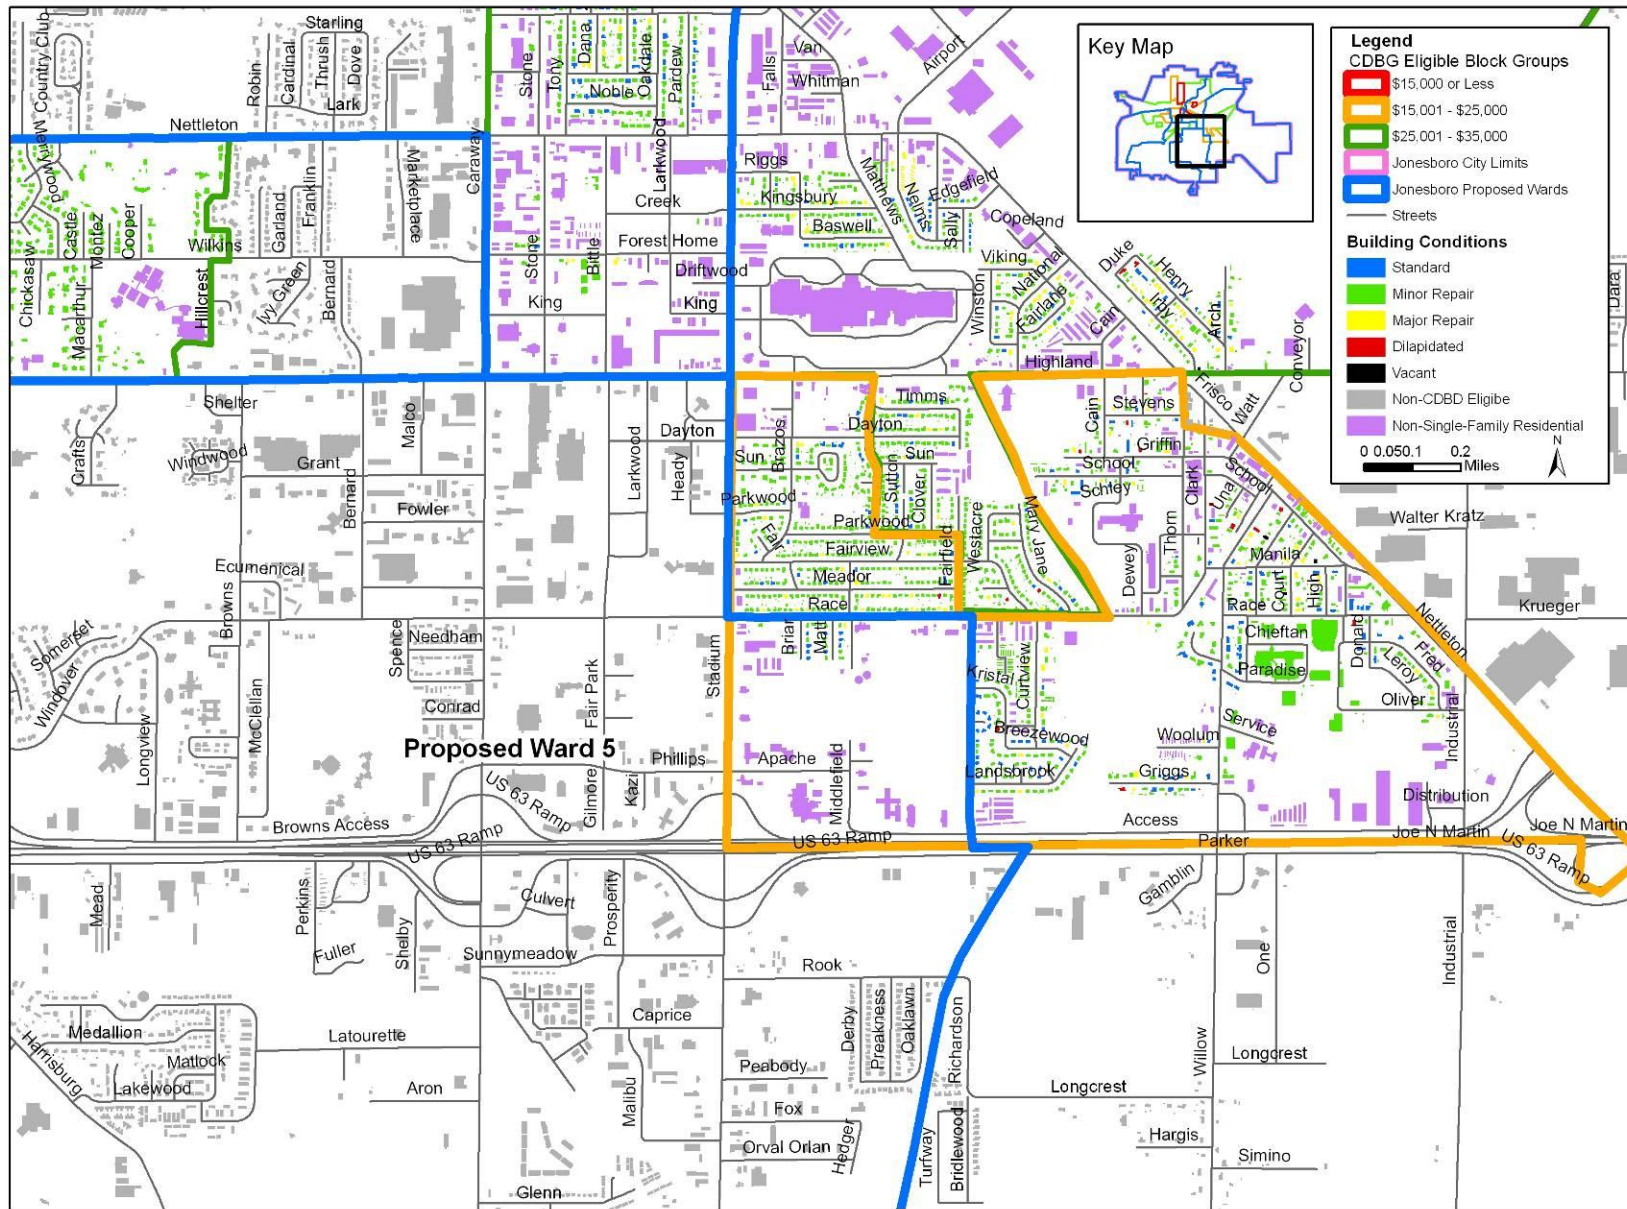 Key Map
Legend
CDBG Eligible Block Groups
$15,000 or Less
$15,001 - $25,000
$25,001 - $35,000
Jonesboro City Limits
Jonesboro Proposed Wards
Streets
Building Conditions
Standard
Minor Repair
Major Repair
Dilapidated
Vacant
Non-CDBD Eligibe
Non-Single-Family Residential
N
0 0.050.1 0.2
Miles
Starling
Country Club
Meadowview
Robin
Cardinal
Thrush
Dove
Lark
Nettleton
Caraway
Stone
Tony
Dana
Noble
Oakdale
Pardew
Falls
Van
Whitman
Airport
Larkwood
Riggs
Matthews
Nelms
Edgefield
Kingsbury
Baswell
Sally
Copeland
Creek
Forest Home
Driftwood
King
King
Stone
Bittle
Chickasaw
Castle
Montez
Cooper
Wilkins
Garland
Franklin
Marketplace
Macarthur
Hillcrest
Ivy Green
Bernard
Viking
National
Winston
Fairlane
Cain
Highland
Duke
Henry
Irby
Arch
Conveyor
Dara
Frisco
Watt
Shelter
Crafts
Windwood
Grant
Malco
Bernard
Fowler
Larkwood
Dayton
Heady
Sun
Brazos
Parkwood
Fair
Timms
Dayton
Sun
Sutton
Clover
Parkwood
Fairview
Meador
Race
Fairfield
Westacre
Mary Jane
Cain
Stevens
Griffin
School
Schley
Clark
Una
School
Dewey
Thorn
Manila
Race
Court
High
Chieftan
Paradise
Donard
Leroy
Fred
Oliver
Nettleton
Walter Kratz
Krueger
Industrial
Ecumenical
Browns
Somerset
Windover
Longview
McClellan
Spence
Needham
Conrad
Fair Park
Stadium
Brian
Matt
Kristal
Curtview
Breezewood
Landsbrook
Woolum
Service
Griggs
Distribution
Proposed Ward 5
Phillips
Apache
Middlefield
Gilmore
Kazi
US 63 Ramp
US 63 Ramp
US 63 Ramp
Browns Access
Access
Parker
Joe N Martin
Joe N Martin
US 63 Ramp
Mead
Perkins
Fuller
Shelby
Culvert
Prosperity
Sunnymeadow
Gamblin
One
Industrial
Rook
Derby
Preakness
Oaklawn
Richardson
Caprice
Medallion
Harrisburg
Matlock
Lakewood
Latourette
Aron
Malibu
Peabody
Fox
Orval Orlan
Hedger
Turfway
Bridlewood
Willow
Longcrest
Longcrest
Hargis
Simino
Glenn